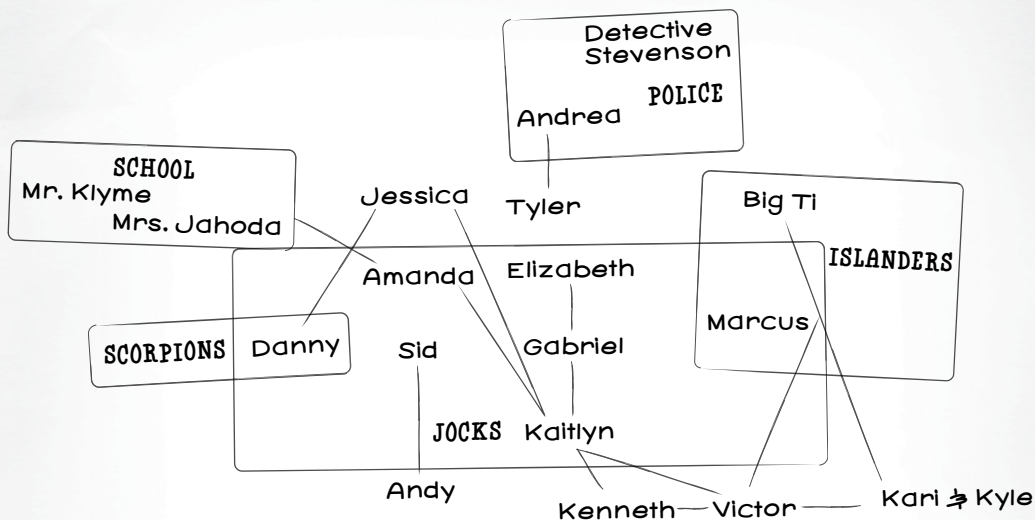 Detective
Stevenson
POLICE
Andrea
SCHOOL
Mr. Klyme
Mrs. Jahoda
Jessica
Tyler
Big Ti
ISLANDERS
Amanda
Elizabeth
Marcus
SCORPIONS
Danny
Sid
Gabriel
JOCKS
Kaitlyn
Andy
Kenneth
Victor
Kari & Kyle